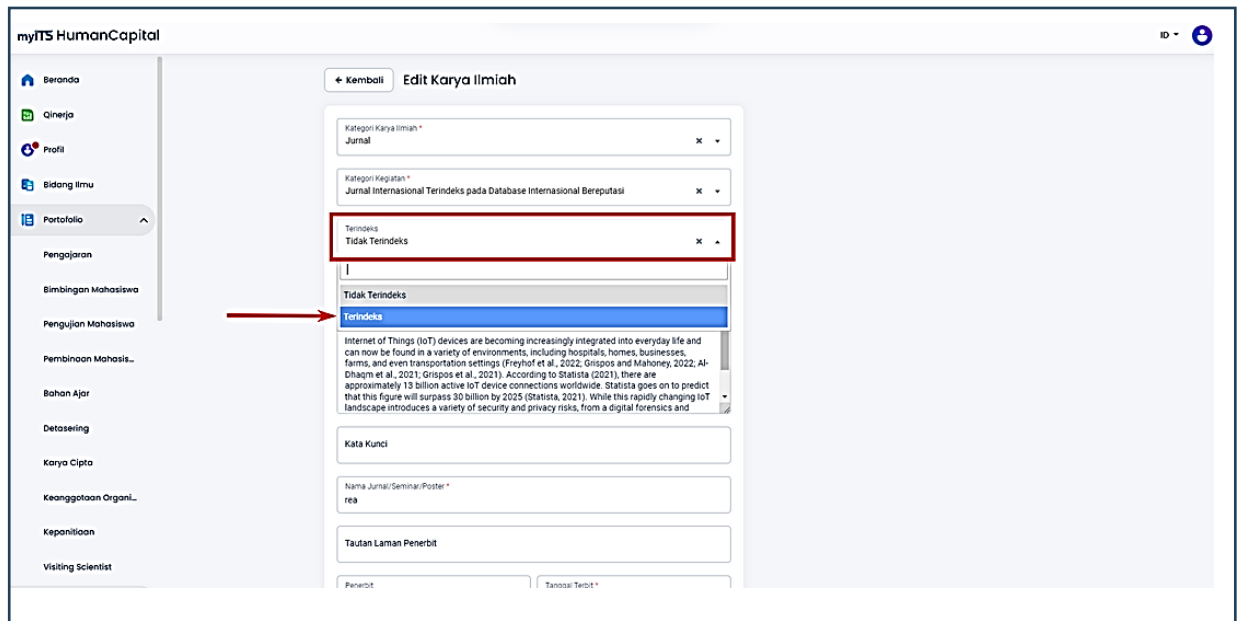 myITS HumanCapital
ID
Beranda
Qinerja
Profil
Bidang Ilmu
Portofolio
Pengajaran
Bimbingan Mahasiswa
Pengujian Mahasiswa
Pembinaan Mahasis...
Bahan Ajar
Detasering
Karya Cipta
Keanggotaan Organi...
Kepanitiaan
Visiting Scientist
Kembali
Edit Karya Ilmiah
Kategori Karya Ilmiah *
Jurnal
Kategori Kegiatan *
Jurnal Internasional Terindeks pada Database Internasional Bereputasi
Terindeks
Tidak Terindeks
Tidak Terindeks
Terindeks
Internet of Things (IoT) devices are becoming increasingly integrated into everyday life and
can now be found in a variety of environments, including hospitals, homes, businesses,
farms, and even transportation settings (Freyhof et al., 2022; Grispos and Mahoney, 2022; Al-
Dhaqm et al., 2021; Grispos et al., 2021). According to Statista (2021), there are
approximately 13 billion active IoT device connections worldwide. Statista goes on to predict
that this figure will surpass 30 billion by 2025 (Statista, 2021). While this rapidly changing IoT
landscape introduces a variety of security and privacy risks, from a digital forensics and
Kata Kunci
Nama Jurnal/Seminar/Poster *
rea
Tautan Laman Penerbit
Penerbit
Tanggal Terbit *